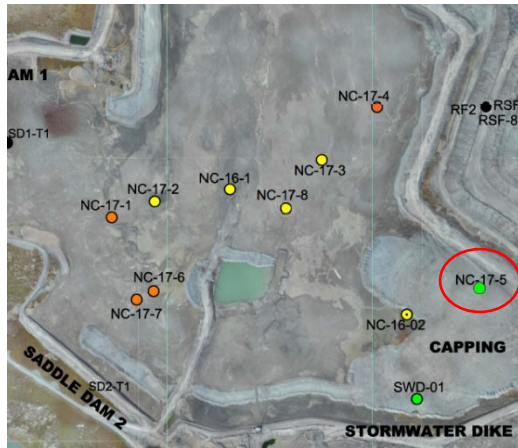 AM 1
NC-17-4
RSF
RF2
RSF-8
SD1-T1
NC-17-3
NC-16-1
NC-17-2
NC-17-8
NC-17-1
NC-17-6
NC-17-5
NC-17-7
NC-16-02
CAPPING
SADDLE DAM 2
SD2-T1
SWD-01
STORMWATER DIKE